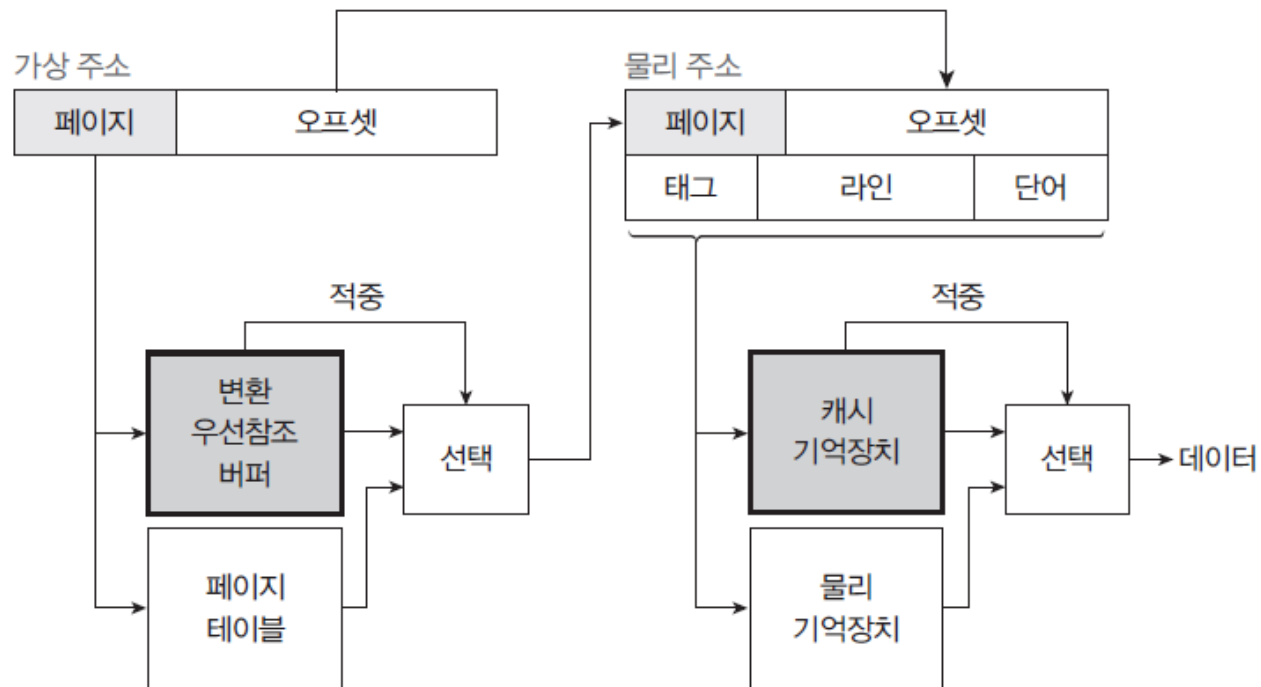 가상 주소
물리 주소
페이지
오프셋
페이지
오프셋
태그
라인
단어
적중
적중
변환
우선참조
버퍼
선택
캐시
기억장치
선택
데이터
페이지
테이블
물리
기억장치